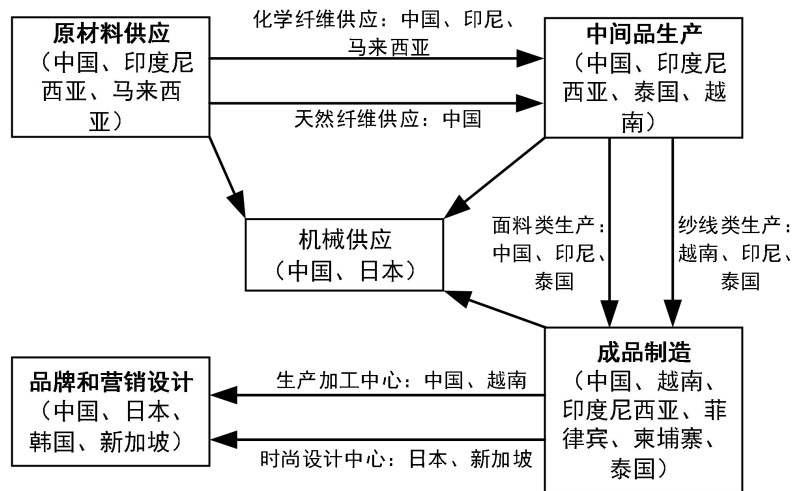 原材料供应
（中国、印度尼
西亚、马来西
亚）
化学纤维供应：中国、印尼、
马来西亚
天然纤维供应：中国
中间品生产
（中国、印度尼
西亚、泰国、越
南）
机械供应
（中国、日本）
面料类生产：
中国、印尼、
泰国
纱线类生产：
越南、印尼、
泰国
品牌和营销设计
（中国、日本、
韩国、新加坡）
生产加工中心：中国、越南
时尚设计中心：日本、新加坡
成品制造
（中国、越南、
印度尼西亚、菲
律宾、柬埔寨、
泰国）